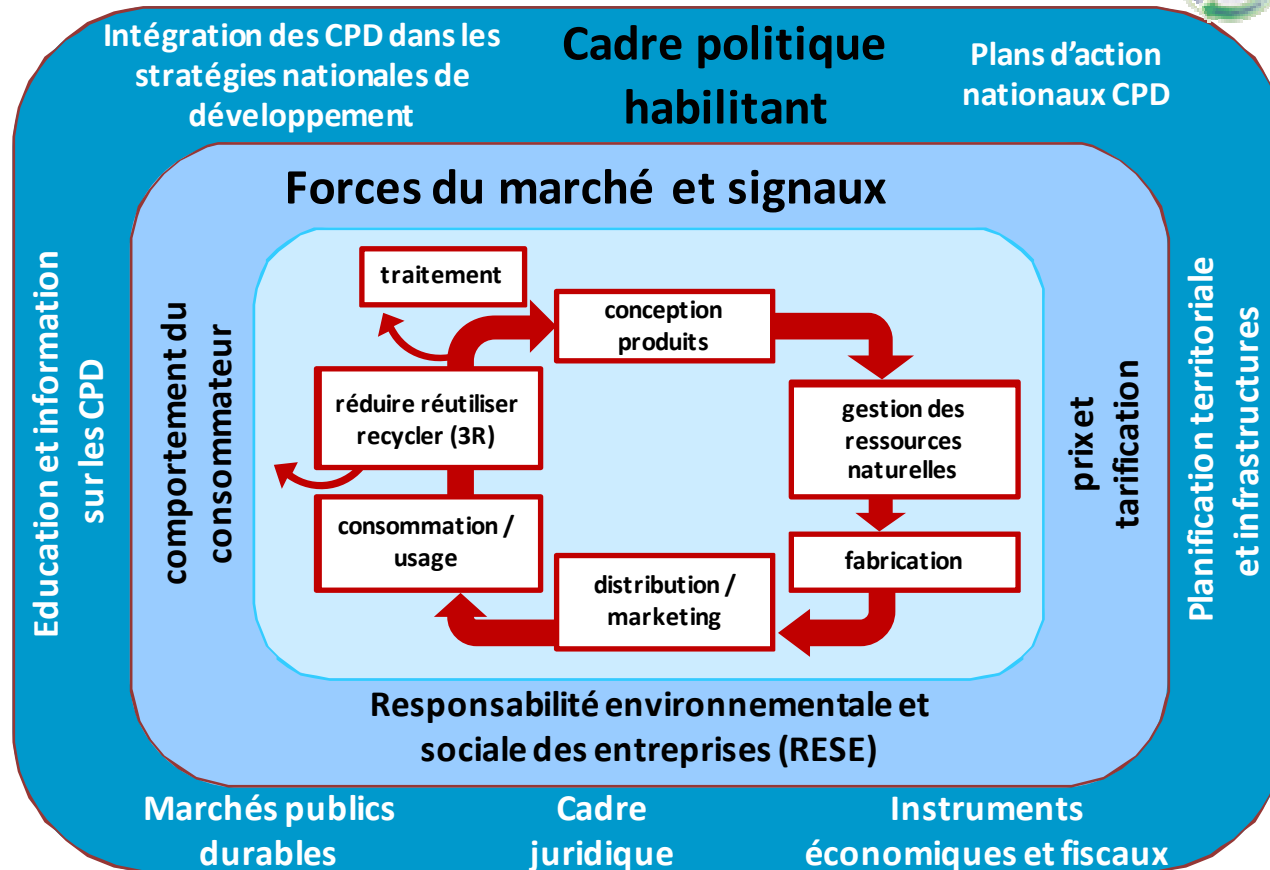 Intégration des CPD dans les
stratégies nationales de
développement
Cadre politique
habilitant
Plans d'action
nationaux CPD
Forces du marché et signaux
Education et information
sur les CPD
comportement du
consommateur
traitement
conception
produits
réduire réutiliser
recycler (3R)
gestion des
ressources
naturelles
consommation /
usage
distribution /
marketing
fabrication
prix et
tarification
Planification territoriale
et infrastructures
Responsabilité environnementale et
sociale des entreprises (RESE)
Marchés publics
durables
Cadre
juridique
Instruments
économiques et fiscaux